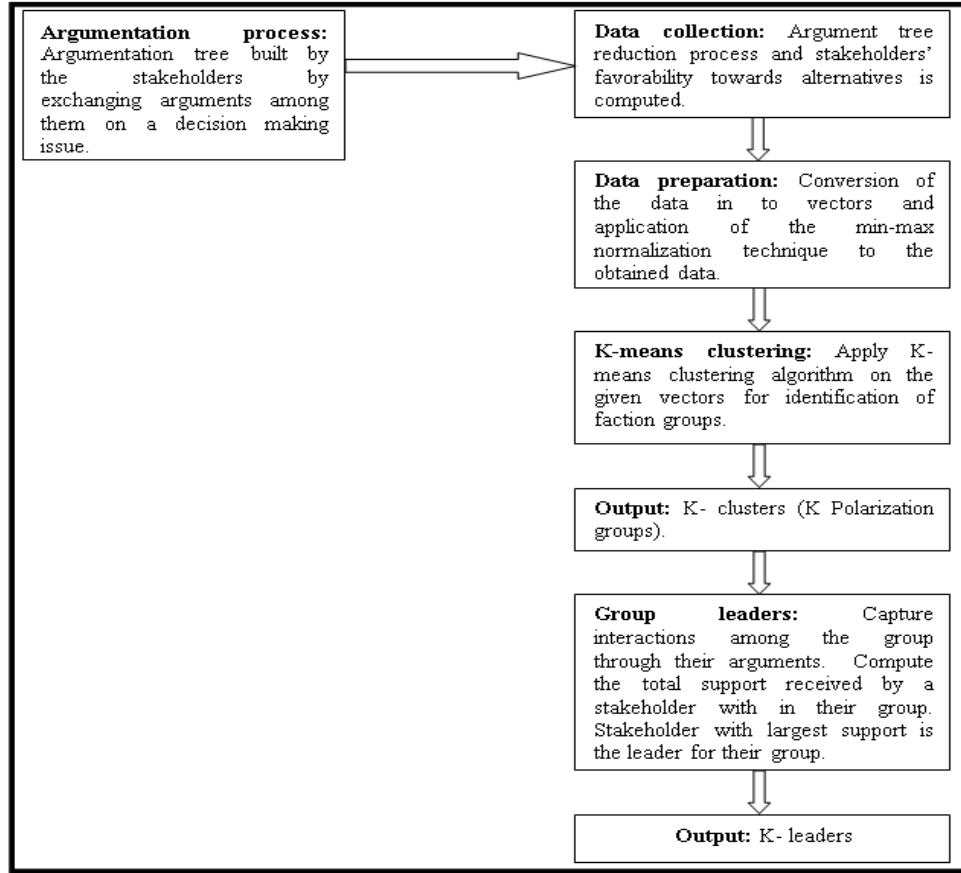 Argumentation process:
Argumentation tree built by
the stakeholders by
exchanging arguments among
them on a decision making
issue.
Data collection: Argument tree
reduction process and stakeholders'
favorability towards alternatives is
computed.
Data preparation: Conversion of
the data in to vectors and
application of the min-max
normalization technique to the
obtained data.
K-means clustering: Apply K-
means clustering algorithm on the
given vectors for identification of
faction groups.
Output: K- clusters (K Polarization
groups).
Group leaders: Capture
interactions among the group
through their arguments. Compute
the total support received by a
stakeholder with in their group.
Stakeholder with largest support is
the leader for their group.
Output: K- leaders